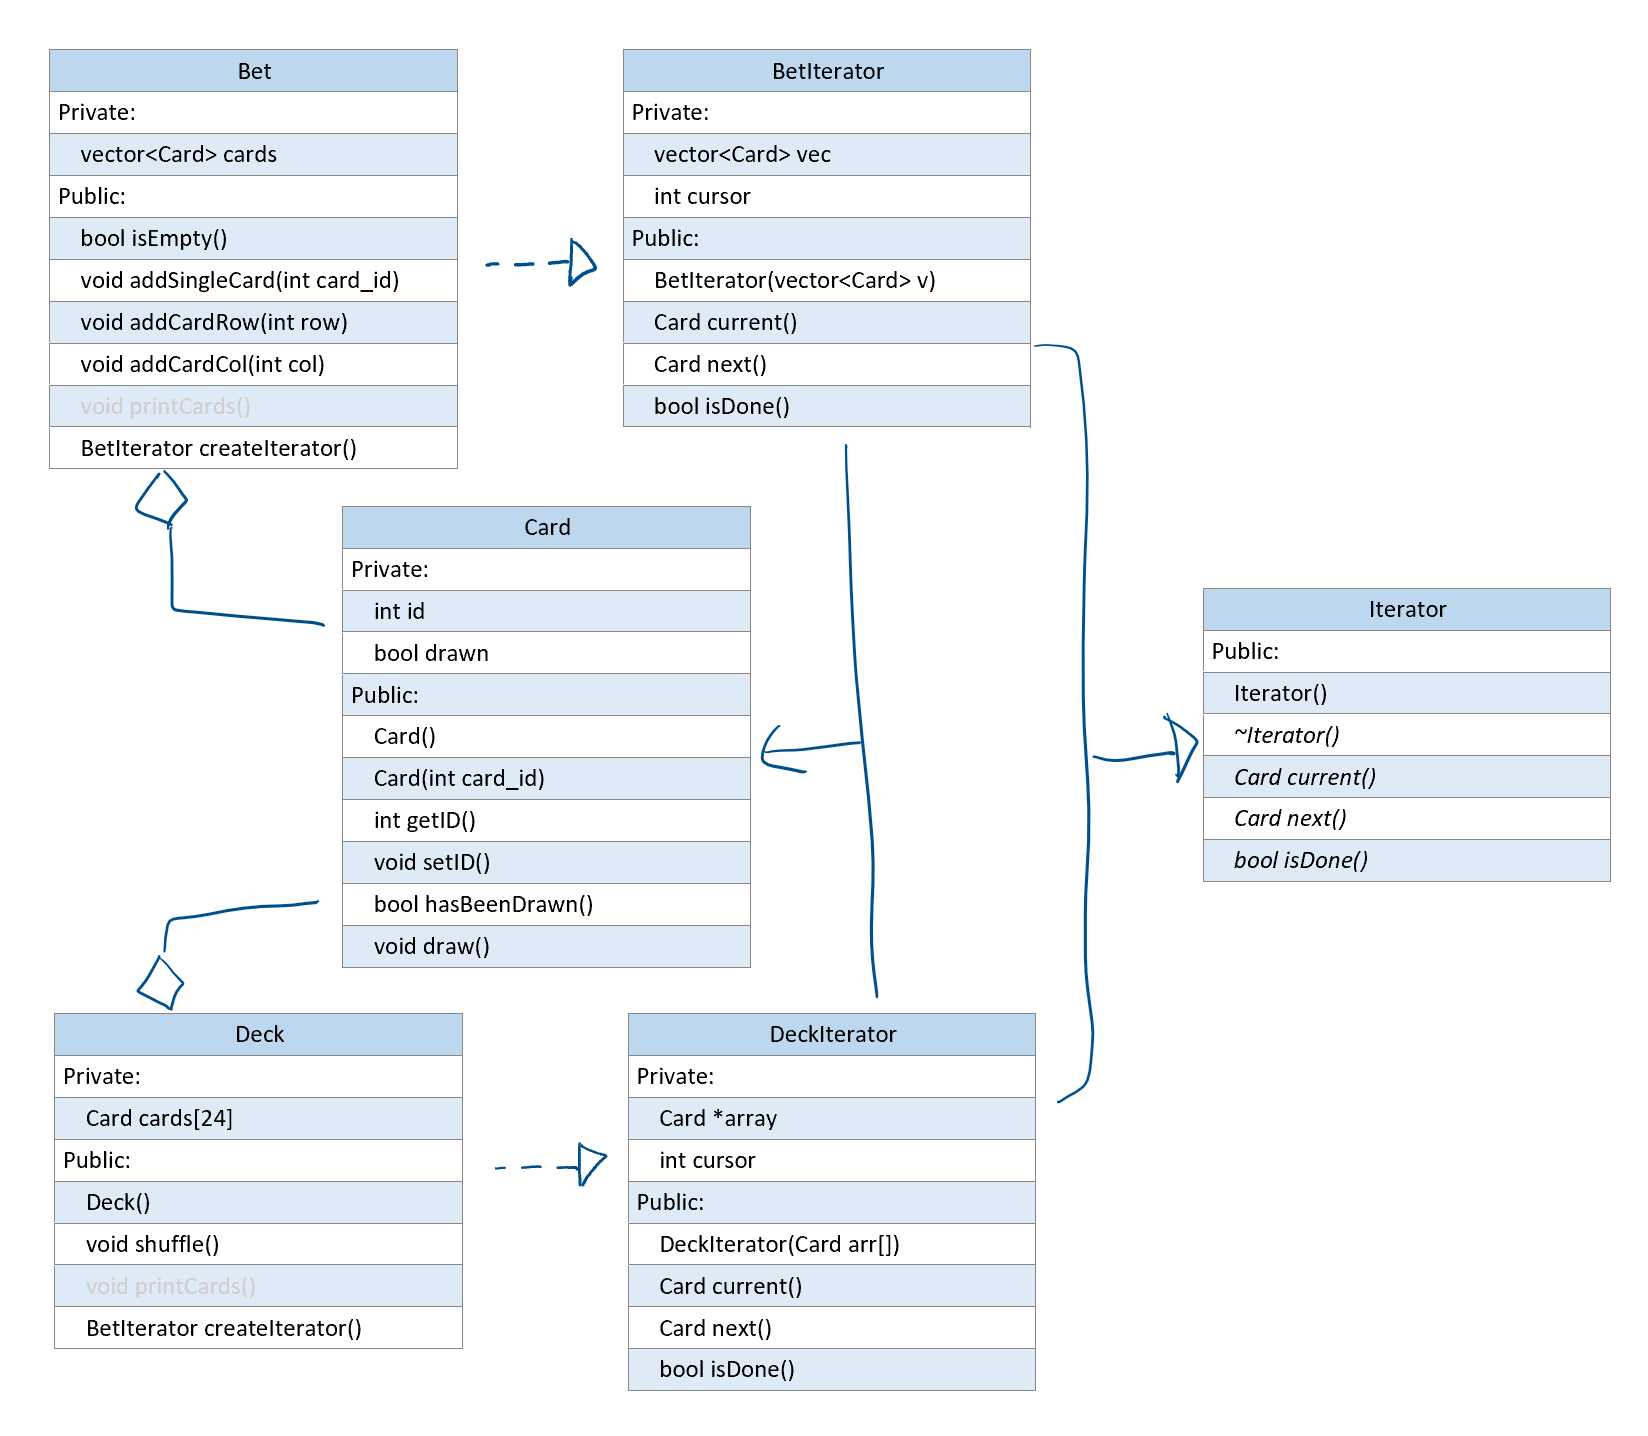 Bet
Private:
vector<Card> cards
Public:
bool isEmpty()
void addSingleCard(int card_id)
void addCardRow(int row)
void addCardCol(int col)
void printCards()
BetIterator createIterator()
BetIterator
Private:
vector<Card> vec
int cursor
Public:
BetIterator(vector<Card> v)
Card current()
Card next()
bool isDone()
Card
Private:
int id
bool drawn
Public:
Card()
Card(int card_id)
int getID()
void setID()
bool hasBeenDrawn()
void draw()
Iterator
Public:
Iterator()
~Iterator()
Card current()
Card next()
bool isDone()
Deck
Private:
Card cards[24]
Public:
Deck()
void shuffle()
void printCards()
BetIterator createIterator()
DeckIterator
Private:
Card *array
int cursor
Public:
DeckIterator(Card arr[])
Card current()
Card next()
bool isDone()